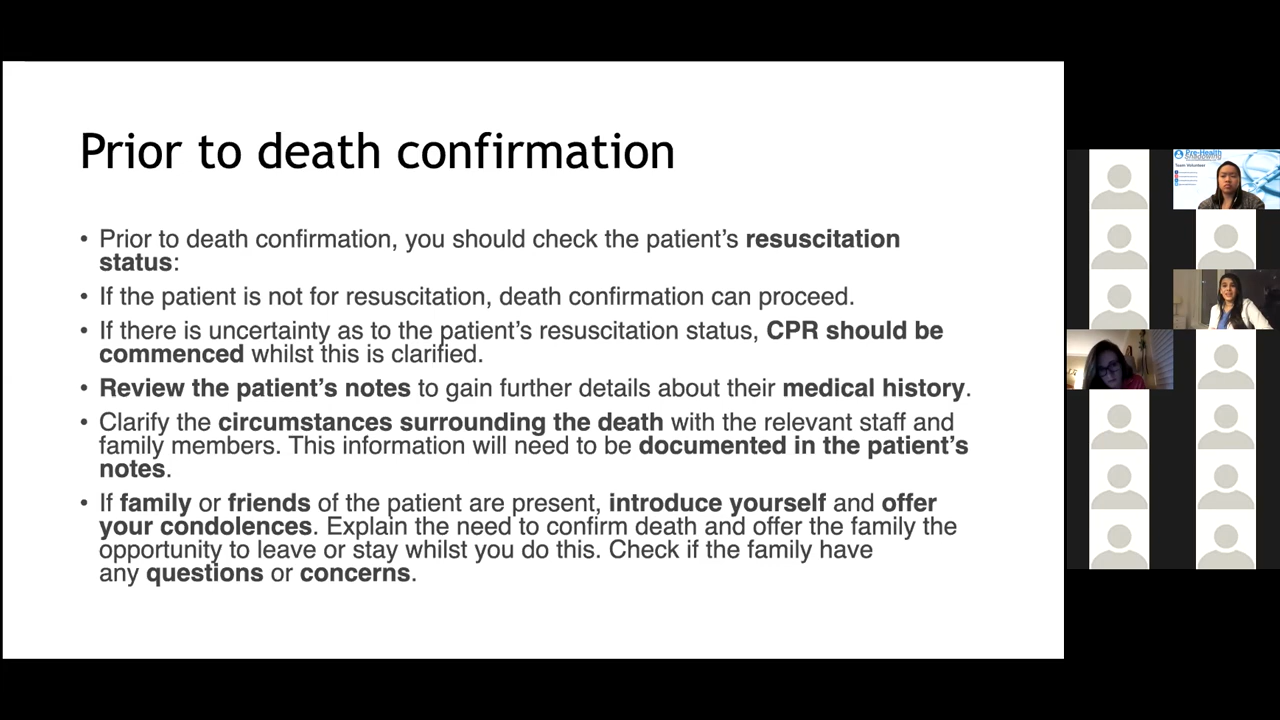 Prior to death confirmation
• Prior to death confirmation, you should check the patient’s resuscitation
status:
• If the patient is not for resuscitation, death confirmation can proceed.
• If there is uncertainty as to the patient’s resuscitation status, CPR should be
commenced whilst this is clarified.
• Review the patient’s notes to gain further details about their medical history.
• Clarify the circumstances surrounding the death with the relevant staff and
family members. This information will need to be documented in the patient’s
notes.
• If family or friends of the patient are present, introduce yourself and offer
your condolences. Explain the need to confirm death and offer the family the
opportunity to leave or stay whilst you do this. Check if the family have
any questions or concerns.
Pre-Health
Shadowing
Team Volunteer